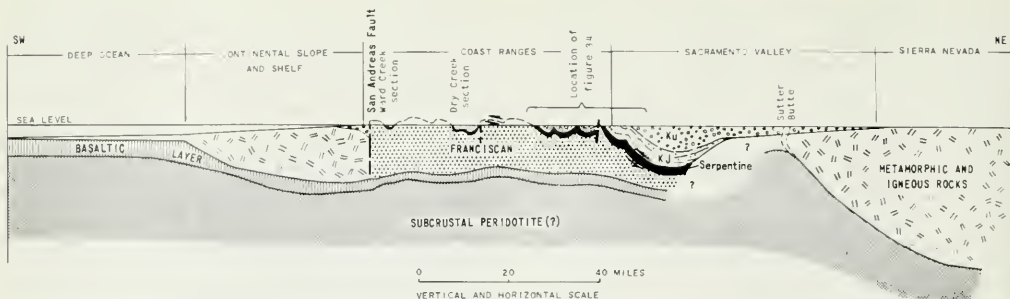 SW
NE
DEEP OCEAN
CONTINENTAL SLOPE
AND SHELF
San Andreas Fault
Ward Creek
section
COAST RANGES
Dry Creek
section
Location of
figure 34
SACRAMENTO VALLEY
Sutter
Butte
SIERRA NEVADA
SEA LEVEL
BASALTIC
LAYER
FRANCISCAN
Ku
KJ
?
Serpentine
?
METAMORPHIC AND
IGNEOUS ROCKS
SUBCRUSTAL PERIDOTITE(?)
0 20 40 MILES
VERTICAL AND HORIZONTAL SCALE